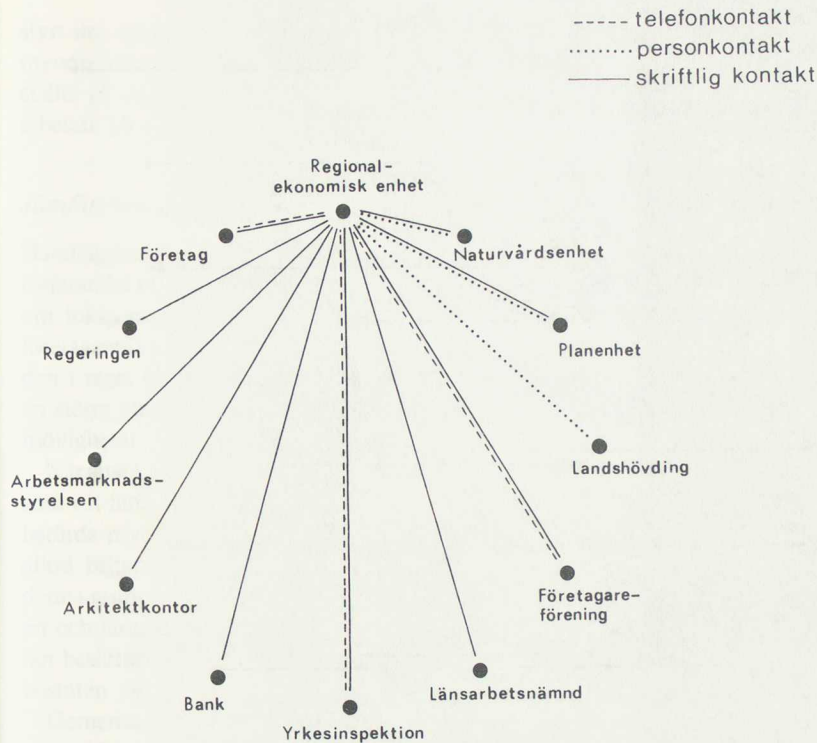 telefonkontakt
personkontakt
skriftlig kontakt
Regional-
ekonomisk enhet
Företag
Naturvårdsenhet
Regeringen
Planenhet
Arbetsmarknads-
styrelsen
Landshövding
Arkitektkontor
Företagare-
förening
Bank
Länsarbetsnämnd
Yrkesinspektion